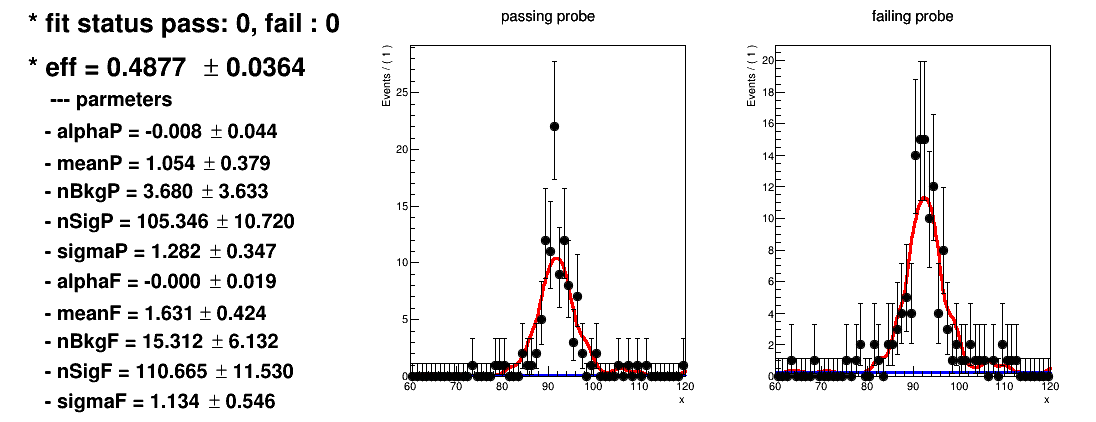 * fit status pass: 0, fail : 0
* eff = 0.4877 ± 0.0364
--- parmeters
- alphaP = -0.008 ± 0.044
- meanP = 1.054 ± 0.379
- nBkgP = 3.680 ± 3.633
- nSigP = 105.346 ± 10.720
- sigmaP = 1.282 ± 0.347
- alphaF = -0.000 ± 0.019
- meanF = 1.631 ± 0.424
- nBkgF = 15.312 ± 6.132
- nSigF = 110.665 ± 11.530
- sigmaF = 1.134 ± 0.546
passing probe
Events / ( 1 )
25
20
15
10
5
0
60 70 80 90 100 110 120
x
failing probe
Events / ( 1 )
20
18
16
14
12
10
8
6
4
2
0
60 70 80 90 100 110 120
x